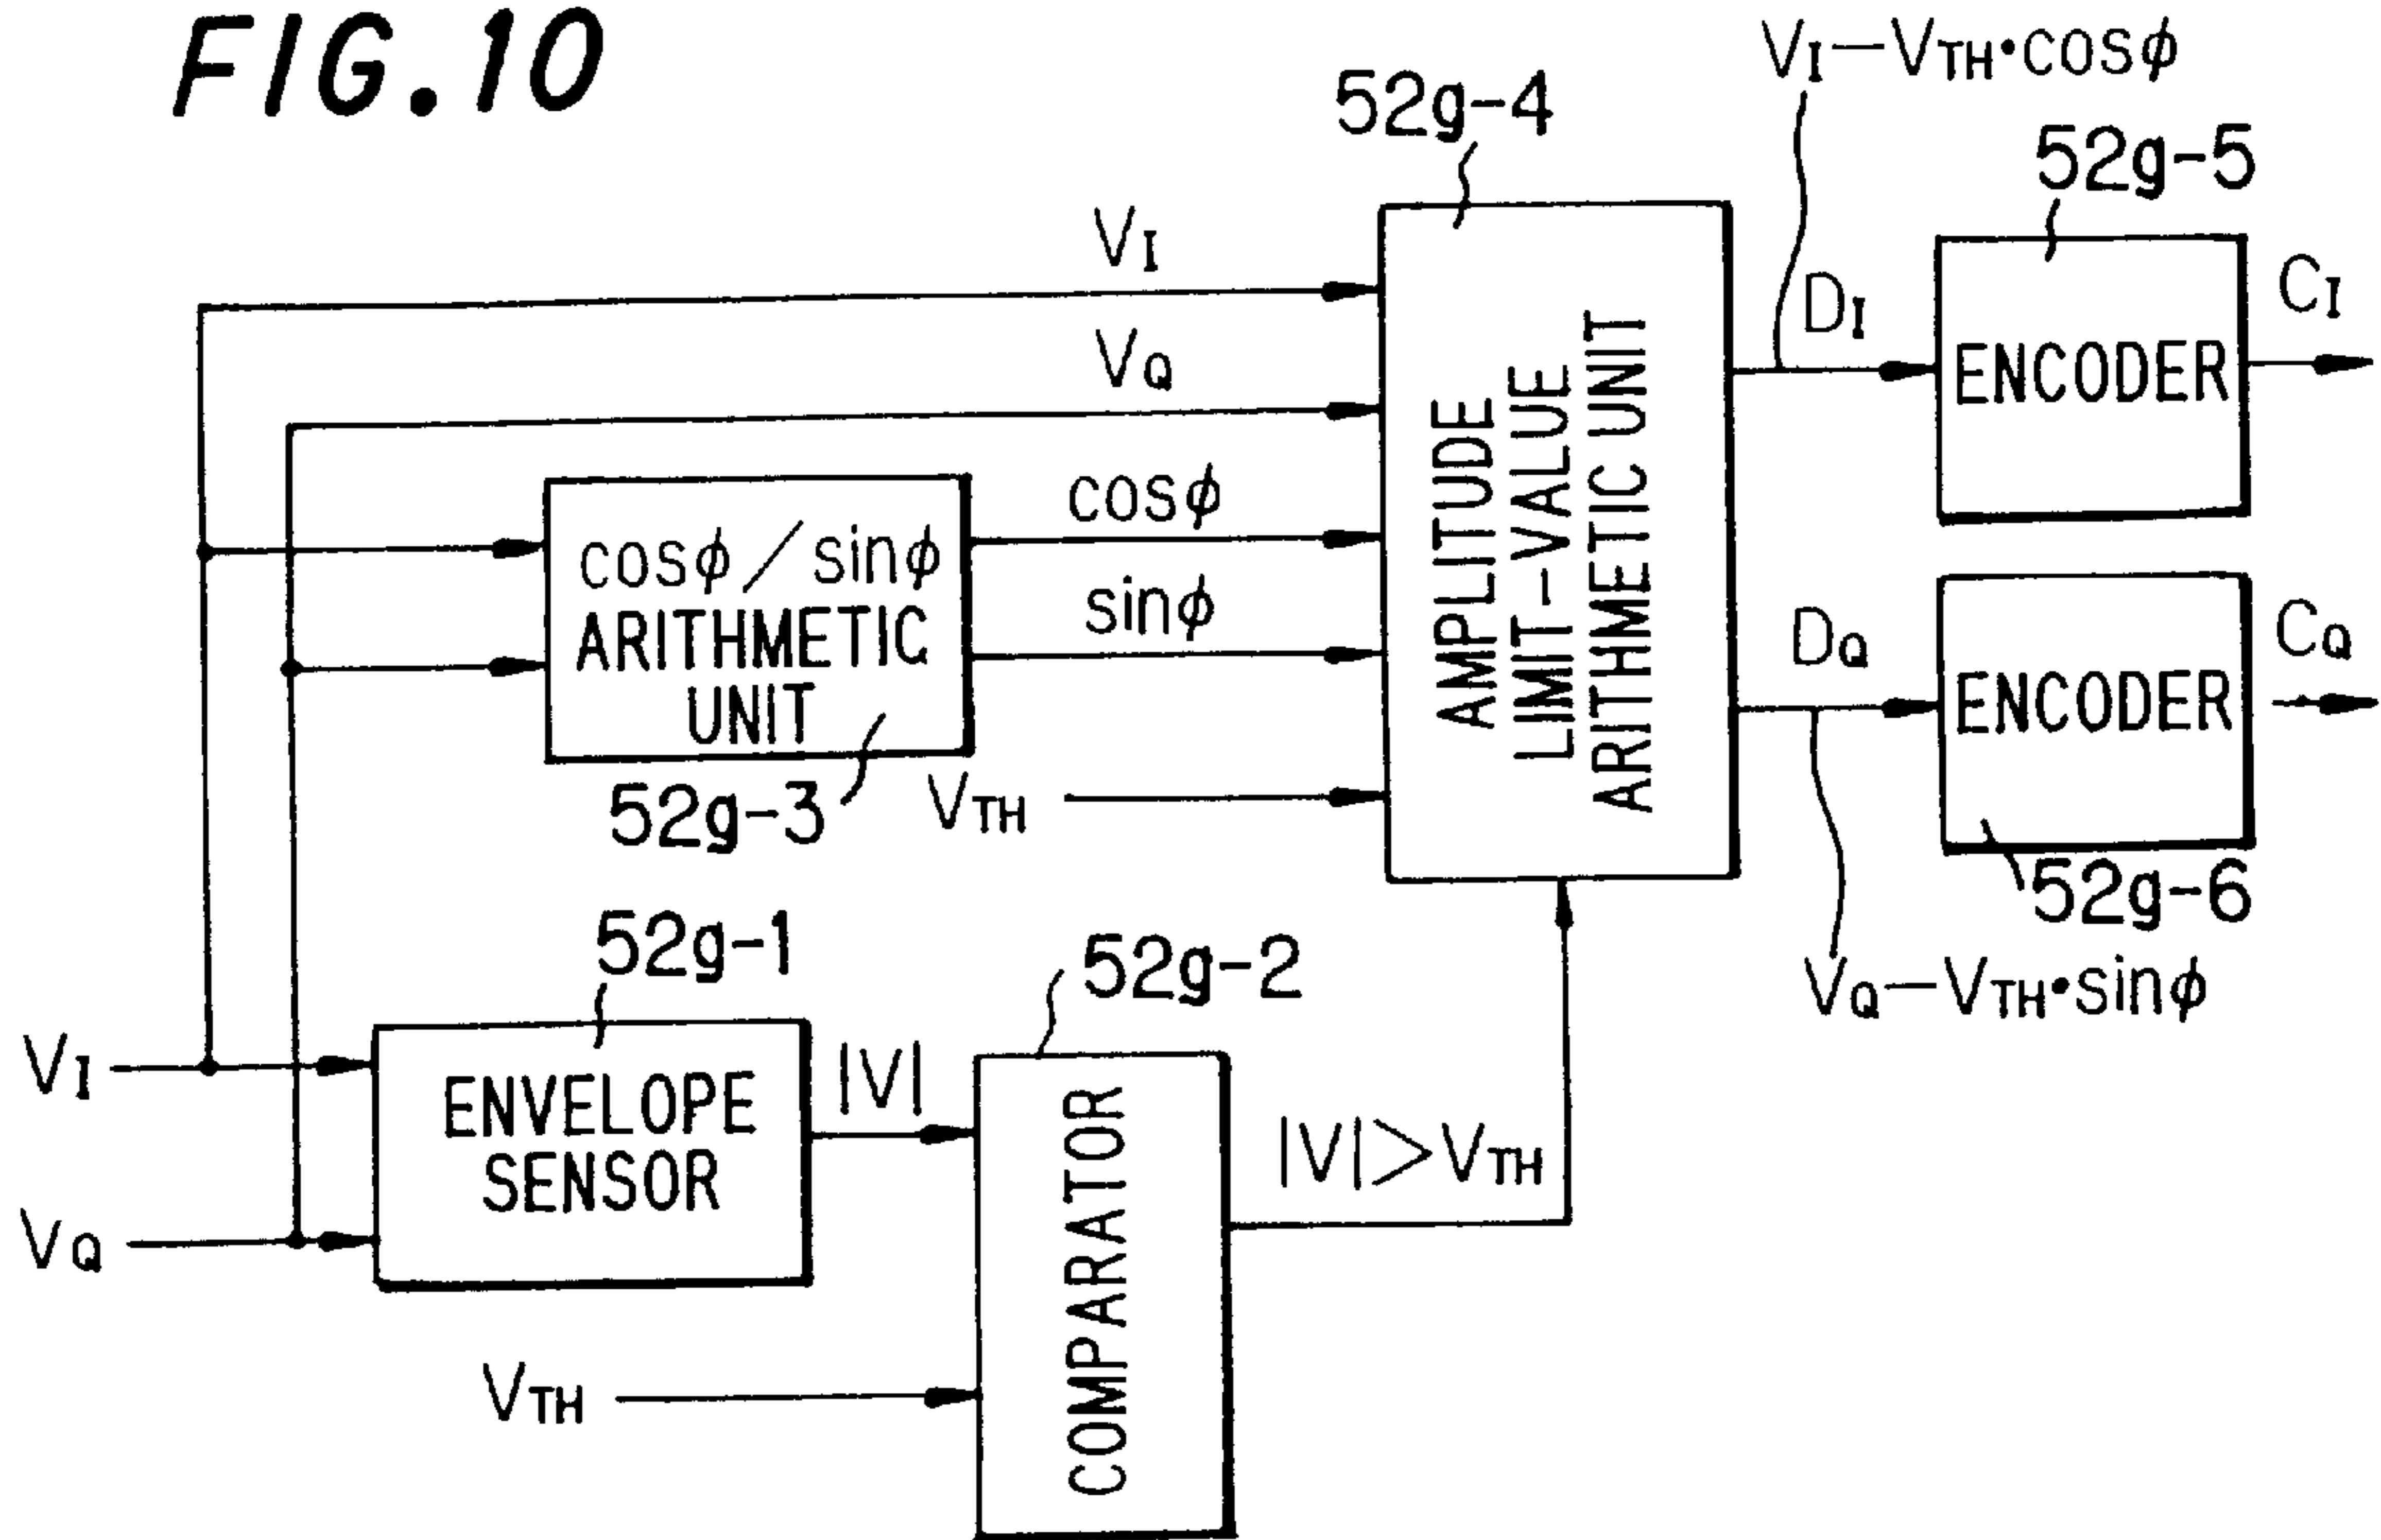 FIG.10
VI—VTH•cosϕ
52g-4
52g-5
VI
DI
CI
VQ
ENCODER
AMPLITUDE
LIMIT-VALUE
ARITHMETIC UNIT
cosϕ
cosϕ/sinϕ
ARITHMETIC
UNIT
sinϕ
DQ
CQ
ENCODER
52g-3
VTH
52g-6
52g-1
52g-2
VQ—VTH•sinϕ
VI
ENVELOPE
SENSOR
|V|
COMPARATOR
|V|>VTH
VQ
VTH